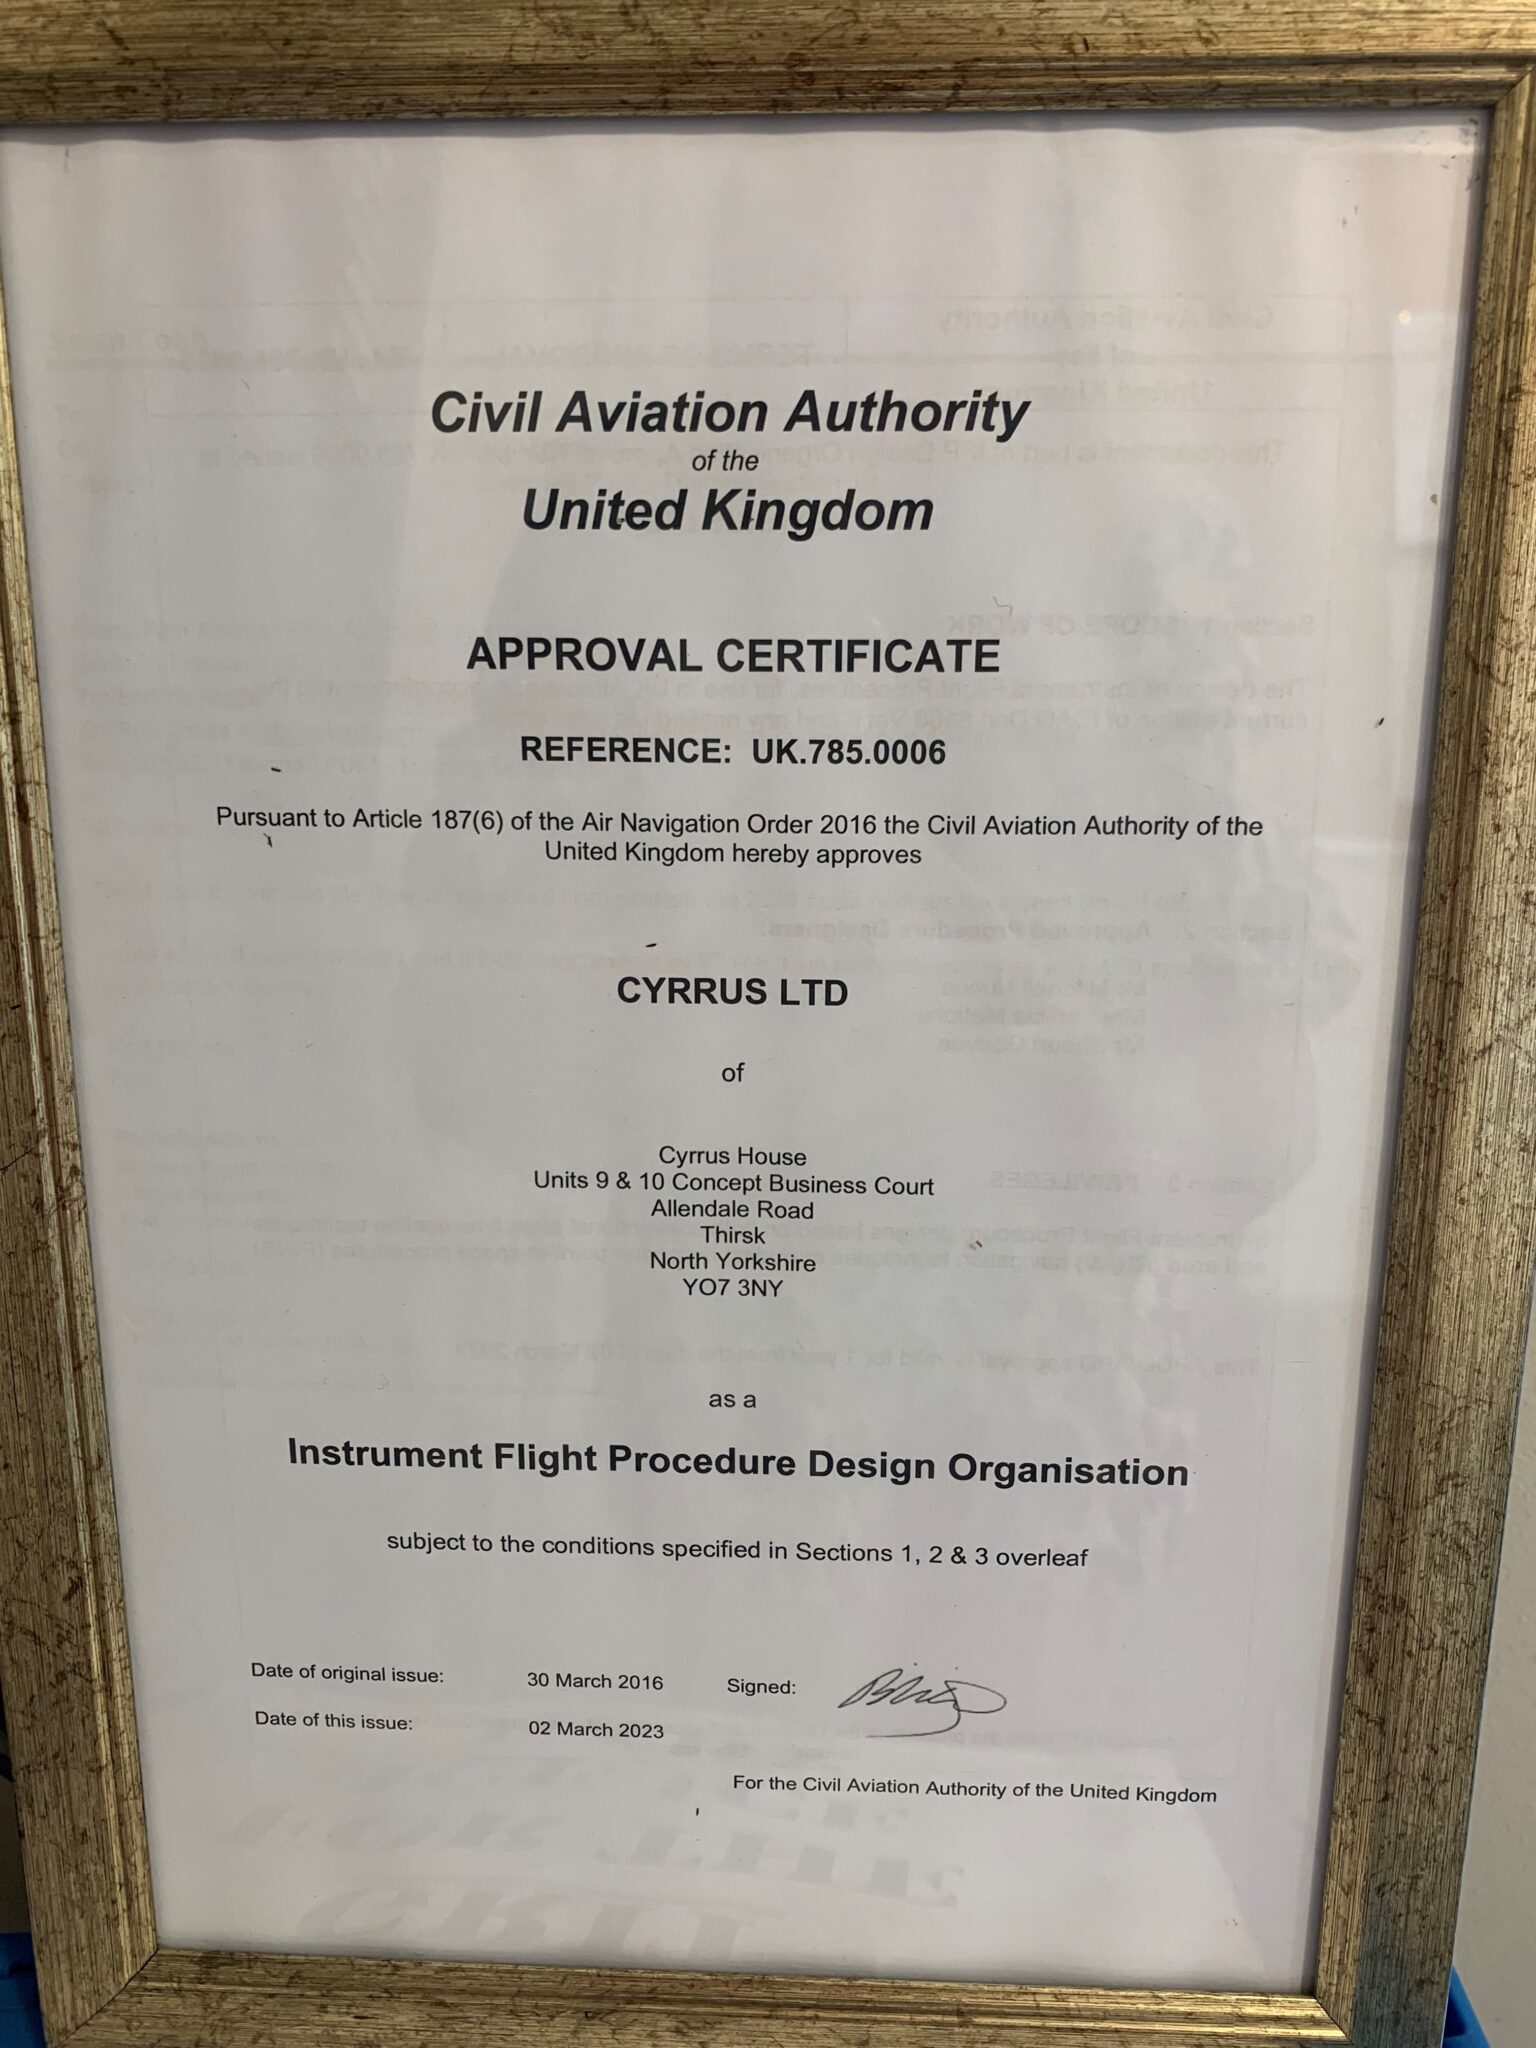 Civil Aviation Authority
of the
United Kingdom
APPROVAL CERTIFICATE
REFERENCE: UK.785.0006
Pursuant to Article 187(6) of the Air Navigation Order 2016 the Civil Aviation Authority of the
United Kingdom hereby approves
CYRRUS LTD
of
Cyrrus House
Units 9 & 10 Concept Business Court
Allendale Road
Thirsk
North Yorkshire
YO7 3NY
as a
Instrument Flight Procedure Design Organisation
subject to the conditions specified in Sections 1, 2 & 3 overleaf
Date of original issue: 30 March 2016 Signed:
Date of this issue: 02 March 2023
For the Civil Aviation Authority of the United Kingdom